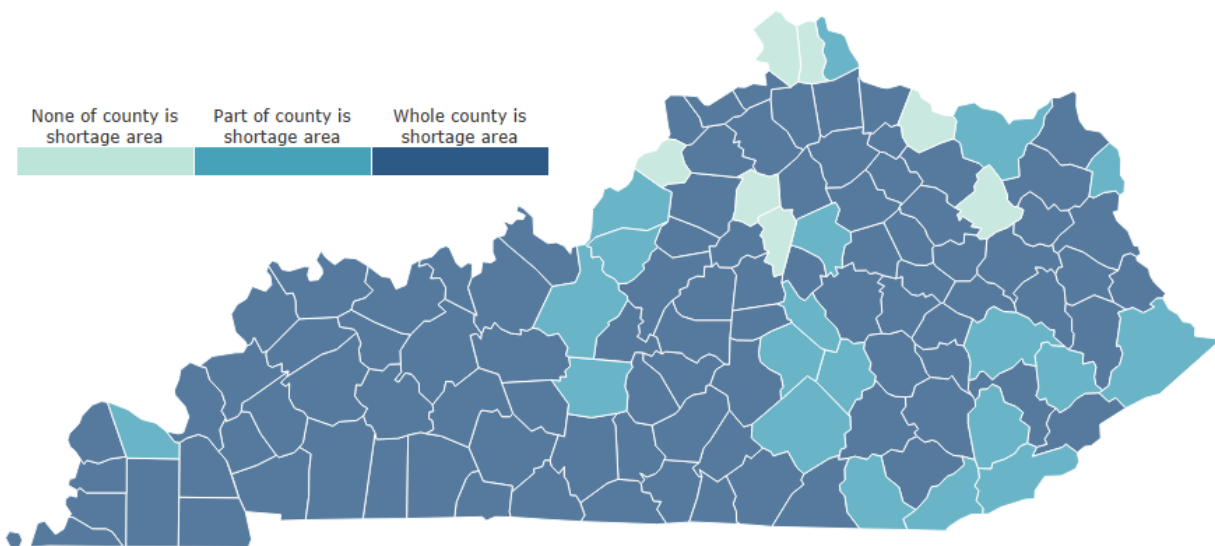 None of county is
shortage area
Part of county is
shortage area
Whole county is
shortage area